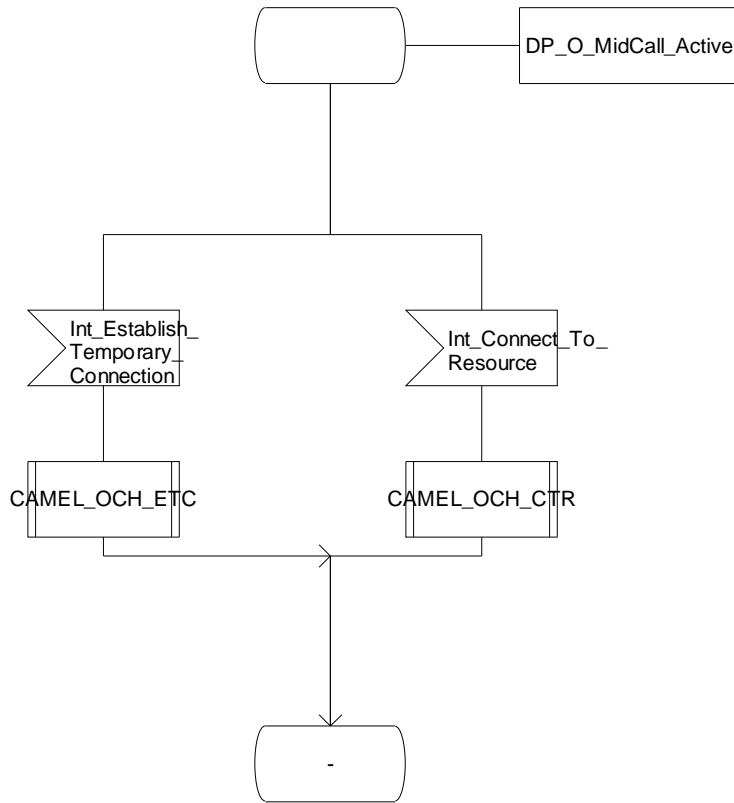 DP_O_MidCall_Active
Int_Establish_
Temporary_
Connection
Int_Connect_To_
Resource
CAMEL_OCH_ETC
CAMEL_OCH_CTR
-